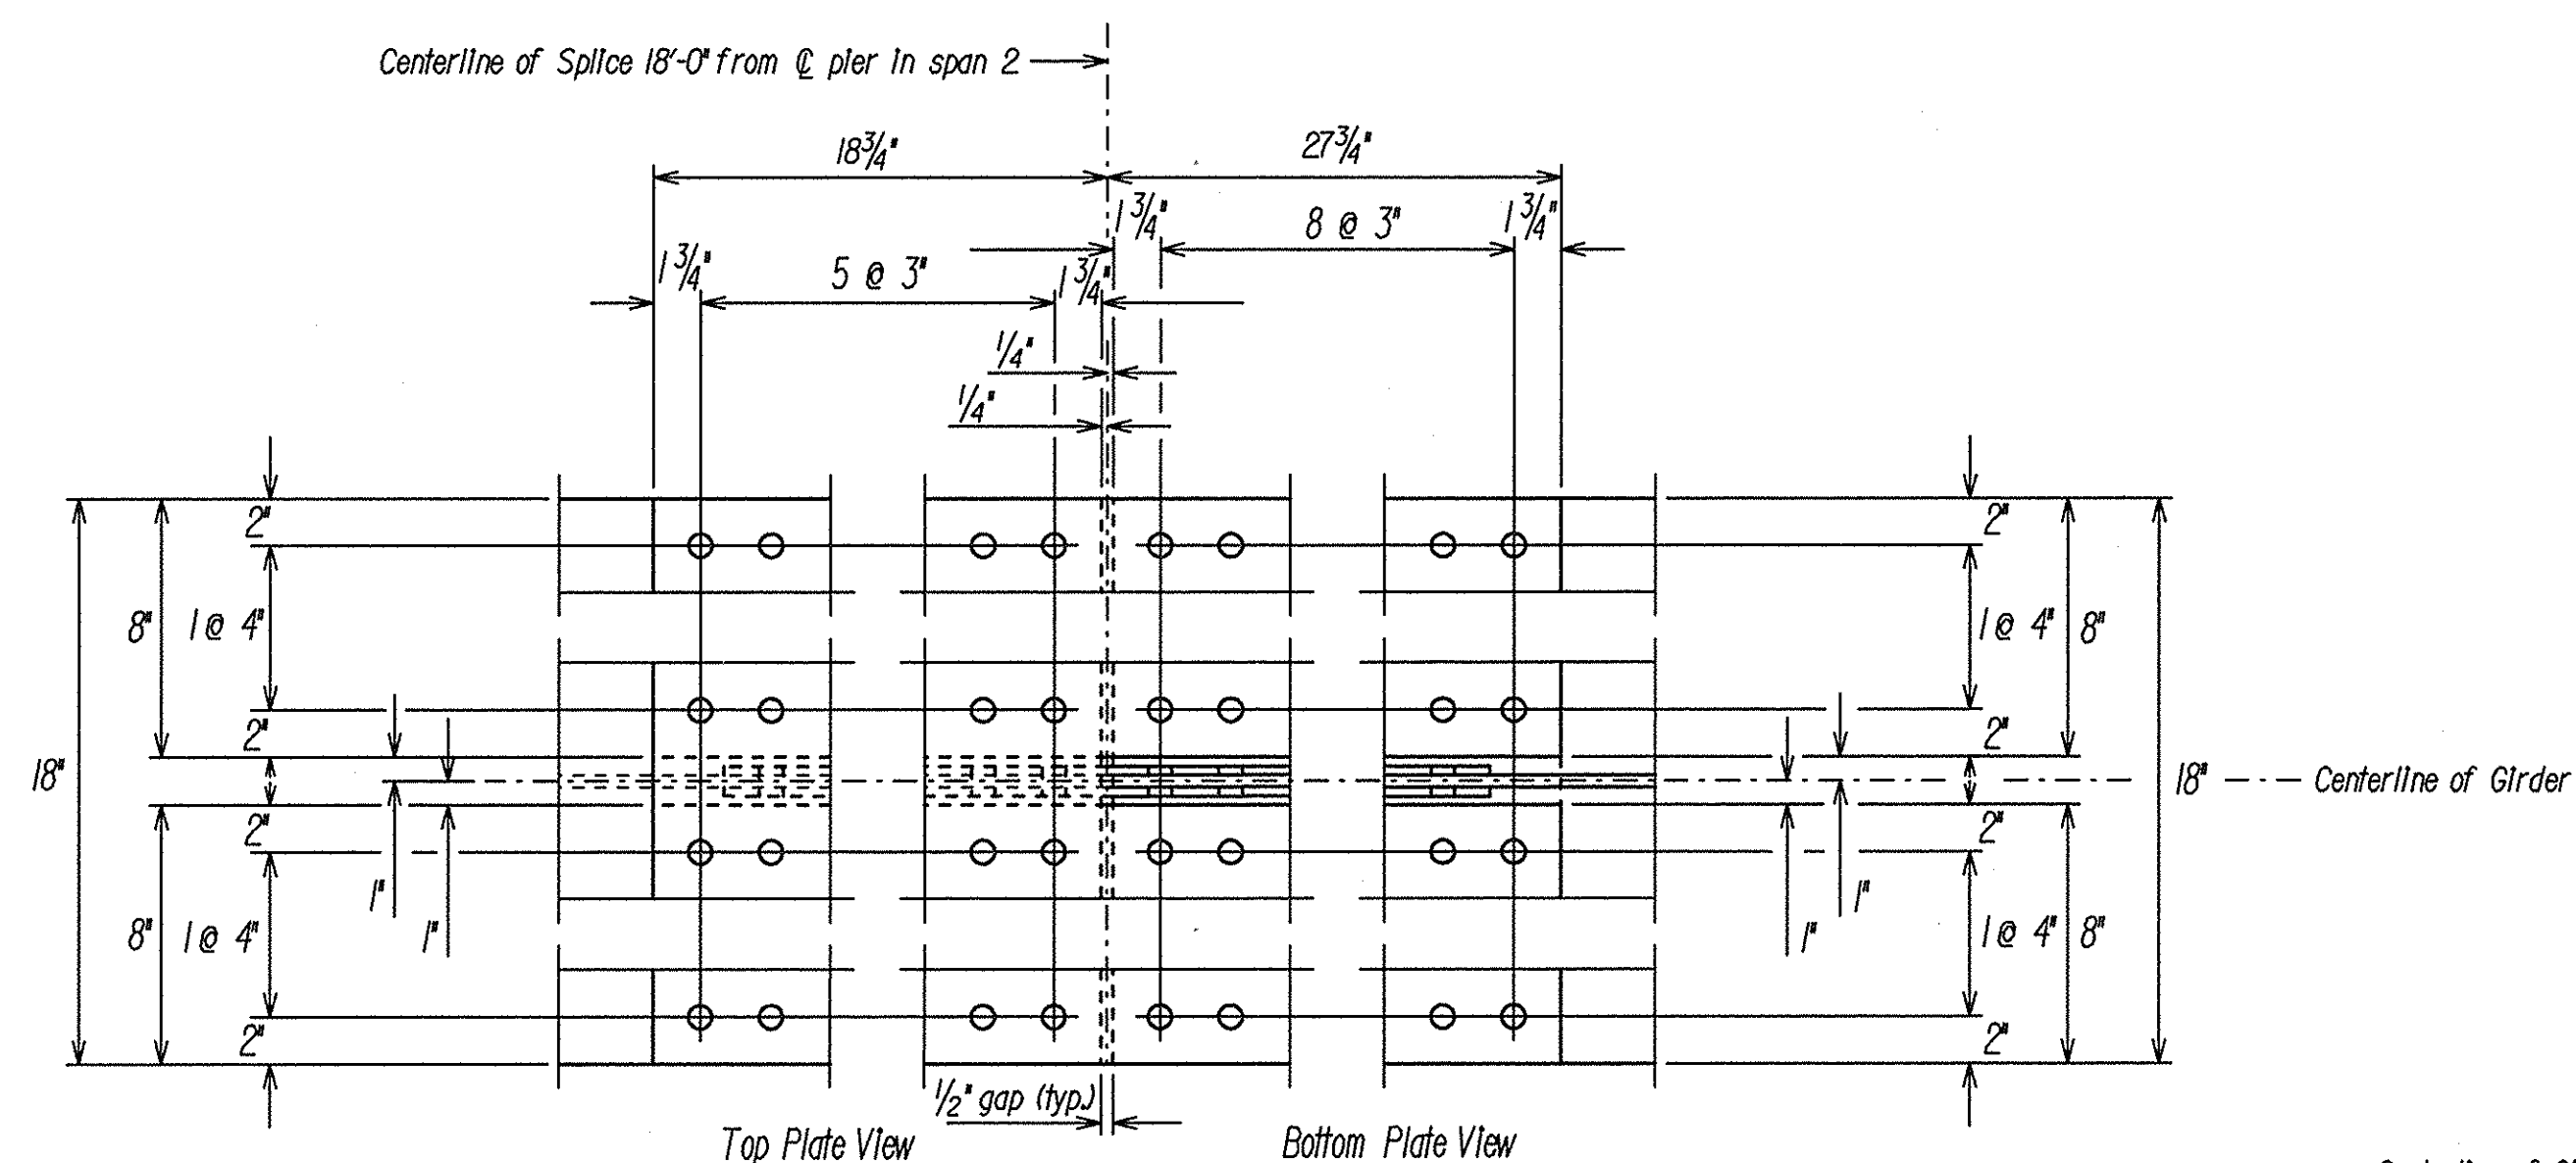 Centerline of Splice 18'-0" from ℄ pier in span 2
18¾" 27¾"
1¾" 8 @ 3" 1¾"
1¾" 5 @ 3" 1¾"
¼"
¼"
2" 2"
8" 1 @ 4" 1 @ 4" 8"
2" 2"
18" 18" Centerline of Girder
2" 2"
1" 1"
8" 1 @ 4" 1" 1" 1 @ 4" 8"
2" 2"
½" gap (typ.)
Top Plate View Bottom Plate View